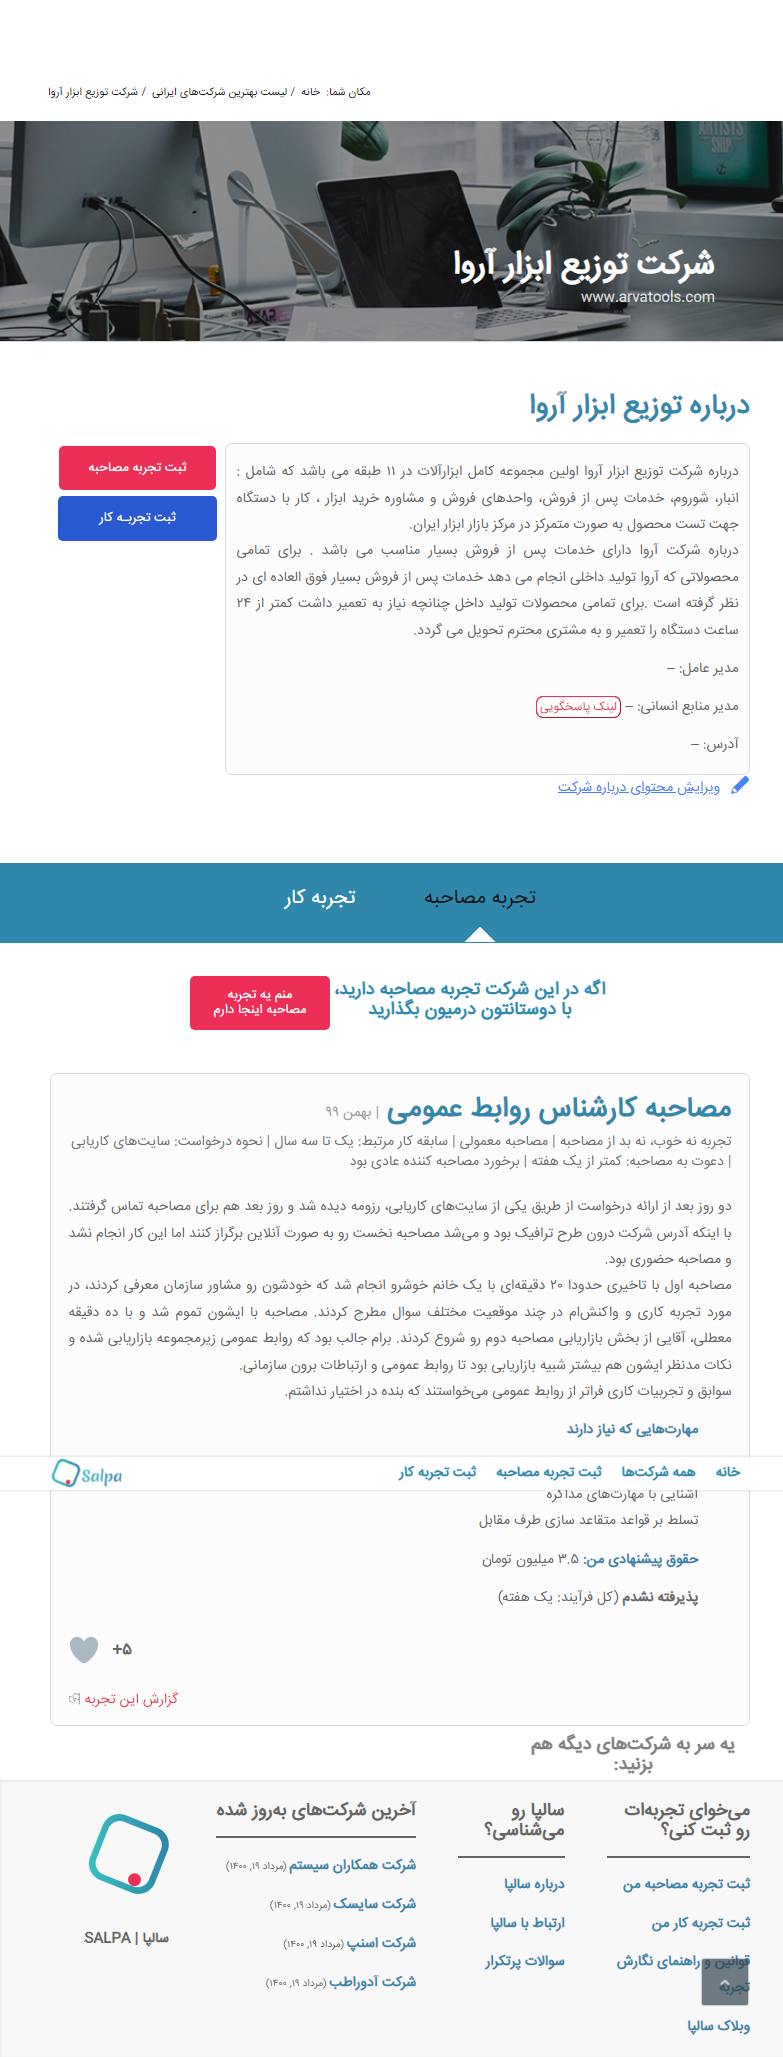 مکان شما: خانه / لیست بهترین شرکت‌های ایرانی / شرکت توزیع ابزار آروا
ARTISTS
SHIP
شرکت توزیع ابزار آروا
www.arvatools.com
درباره توزیع ابزار آروا
ثبت تجربه مصاحبه
ثبت تجربـه کار
درباره شرکت توزیع ابزار آروا اولین مجموعه کامل ابزارآلات در ۱۱ طبقه می باشد که شامل :
انبار، شوروم، خدمات پس از فروش، واحدهای فروش و مشاوره خرید ابزار ، کار با دستگاه
جهت تست محصول به صورت متمرکز در مرکز بازار ابزار ایران.
درباره شرکت آروا دارای خدمات پس از فروش بسیار مناسب می باشد . برای تمامی
محصولاتی که آروا تولید داخلی انجام می دهد خدمات پس از فروش بسیار فوق العاده ای در
نظر گرفته است .برای تمامی محصولات تولید داخل چنانچه نیاز به تعمیر داشت کمتر از ۲۴
ساعت دستگاه را تعمیر و به مشتری محترم تحویل می گردد.
مدیر عامل: –
مدیر منابع انسانی: – لینک پاسخگویی
آدرس: –
ویرایش محتوای درباره شرکت
تجربه مصاحبه
تجربه کار
اگه در این شرکت تجربه مصاحبه دارید،
با دوستانتون درمیون بگذارید
منم یه تجربه
مصاحبه اینجا دارم
مصاحبه کارشناس روابط عمومی | بهمن ۹۹
تجربه نه خوب، نه بد از مصاحبه | مصاحبه معمولی | سابقه کار مرتبط: یک تا سه سال | نحوه درخواست: سایت‌های کاریابی
| دعوت به مصاحبه: کمتر از یک هفته | برخورد مصاحبه کننده عادی بود
دو روز بعد از ارائه درخواست از طریق یکی از سایت‌های کاریابی، رزومه دیده شد و روز بعد هم برای مصاحبه تماس گرفتند.
با اینکه آدرس شرکت درون طرح ترافیک بود و می‌شد مصاحبه نخست رو به صورت آنلاین برگزار کنند اما این کار انجام نشد
و مصاحبه حضوری بود.
مصاحبه اول با تاخیری حدودا ۲۰ دقیقه‌ای با یک خانم خوشرو انجام شد که خودشون رو مشاور سازمان معرفی کردند، در
مورد تجربه کاری و واکنش‌ام در چند موقعیت مختلف سوال مطرح کردند. مصاحبه با ایشون تموم شد و با ده دقیقه
معطلی، آقایی از بخش بازاریابی مصاحبه دوم رو شروع کردند. برام جالب بود که روابط عمومی زیرمجموعه بازاریابی شده و
نکات مدنظر ایشون هم بیشتر شبیه بازاریابی بود تا روابط عمومی و ارتباطات برون سازمانی.
سوابق و تجربیات کاری فراتر از روابط عمومی می‌خواستند که بنده در اختیار نداشتم.
مهارت‌هایی که نیاز دارند
خانه
همه شرکت‌ها
ثبت تجربه مصاحبه
ثبت تجربه کار
Salpa
آشنایی با مهارت‌های مذاکره
تسلط بر قواعد متقاعد سازی طرف مقابل
حقوق پیشنهادی من: ۳.۵ میلیون تومان
پذیرفته نشدم (کل فرآیند: یک هفته)
+۵
گزارش این تجربه
یه سر به شرکت‌های دیگه هم
بزنید:
می‌خوای تجربه‌ات
رو ثبت کنی؟
ثبت تجربه مصاحبه من
ثبت تجربه کار من
قوانین و راهنمای نگارش
تجربه
وبلاک سالپا
سالپا رو
می‌شناسی؟
درباره سالپا
ارتباط با سالپا
سوالات پرتکرار
آخرین شرکت‌های به‌روز شده
شرکت همکاران سیستم (مرداد ۱۹, ۱۴۰۰)
شرکت سایسک (مرداد ۱۹, ۱۴۰۰)
شرکت اسنپ (مرداد ۱۹, ۱۴۰۰)
شرکت آدوراطب (مرداد ۱۹, ۱۴۰۰)
سالپا | SALPA